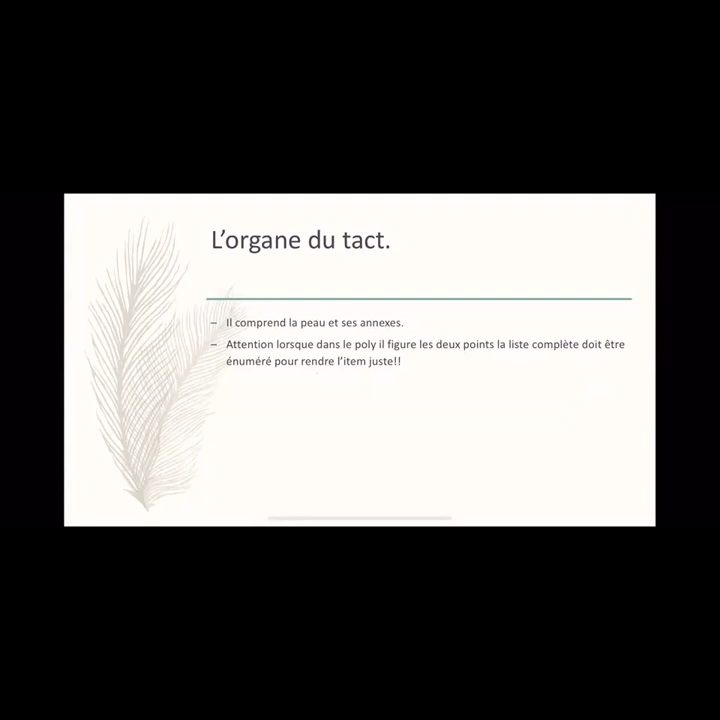 L’organe du tact.
– Il comprend la peau et ses annexes.
– Attention lorsque dans le poly il figure les deux points la liste complète doit être
énuméré pour rendre l’item juste!!